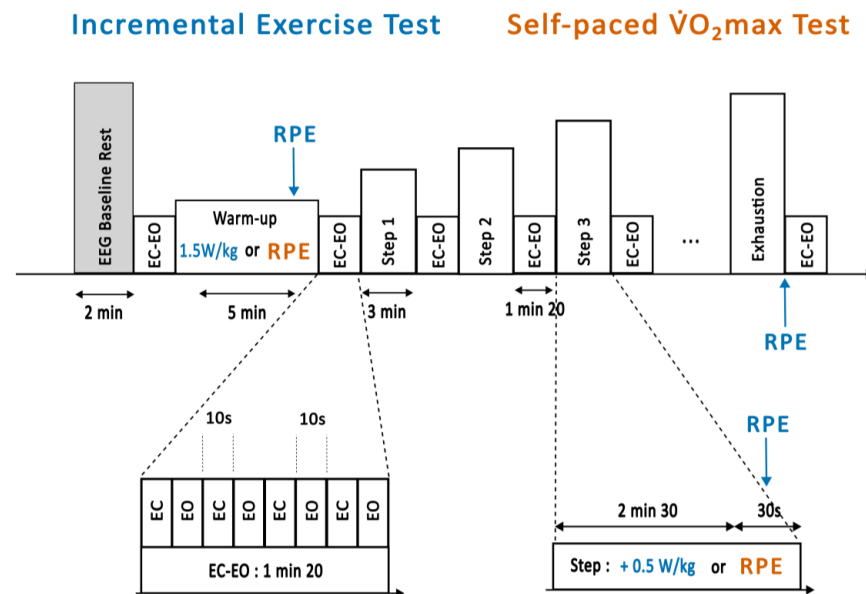 Incremental Exercise Test
Self-paced V̇O₂max Test
RPE
EEG Baseline Rest
EC-EO
Warm-up
1.5W/kg or RPE
EC-EO
Step 1
EC-EO
Step 2
EC-EO
Step 3
EC-EO
...
Exhaustion
EC-EO
2 min
5 min
3 min
1 min 20
RPE
10s
10s
RPE
EC
EO
EC
EO
EC
EO
EC
EO
2 min 30
30s
EC-EO : 1 min 20
Step : + 0.5 W/kg or RPE